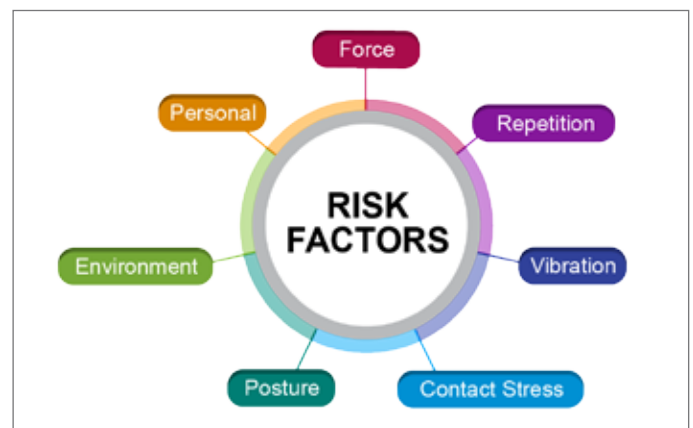 Force
Personal
Repetition
RISK
FACTORS
Environment
Vibration
Posture
Contact Stress